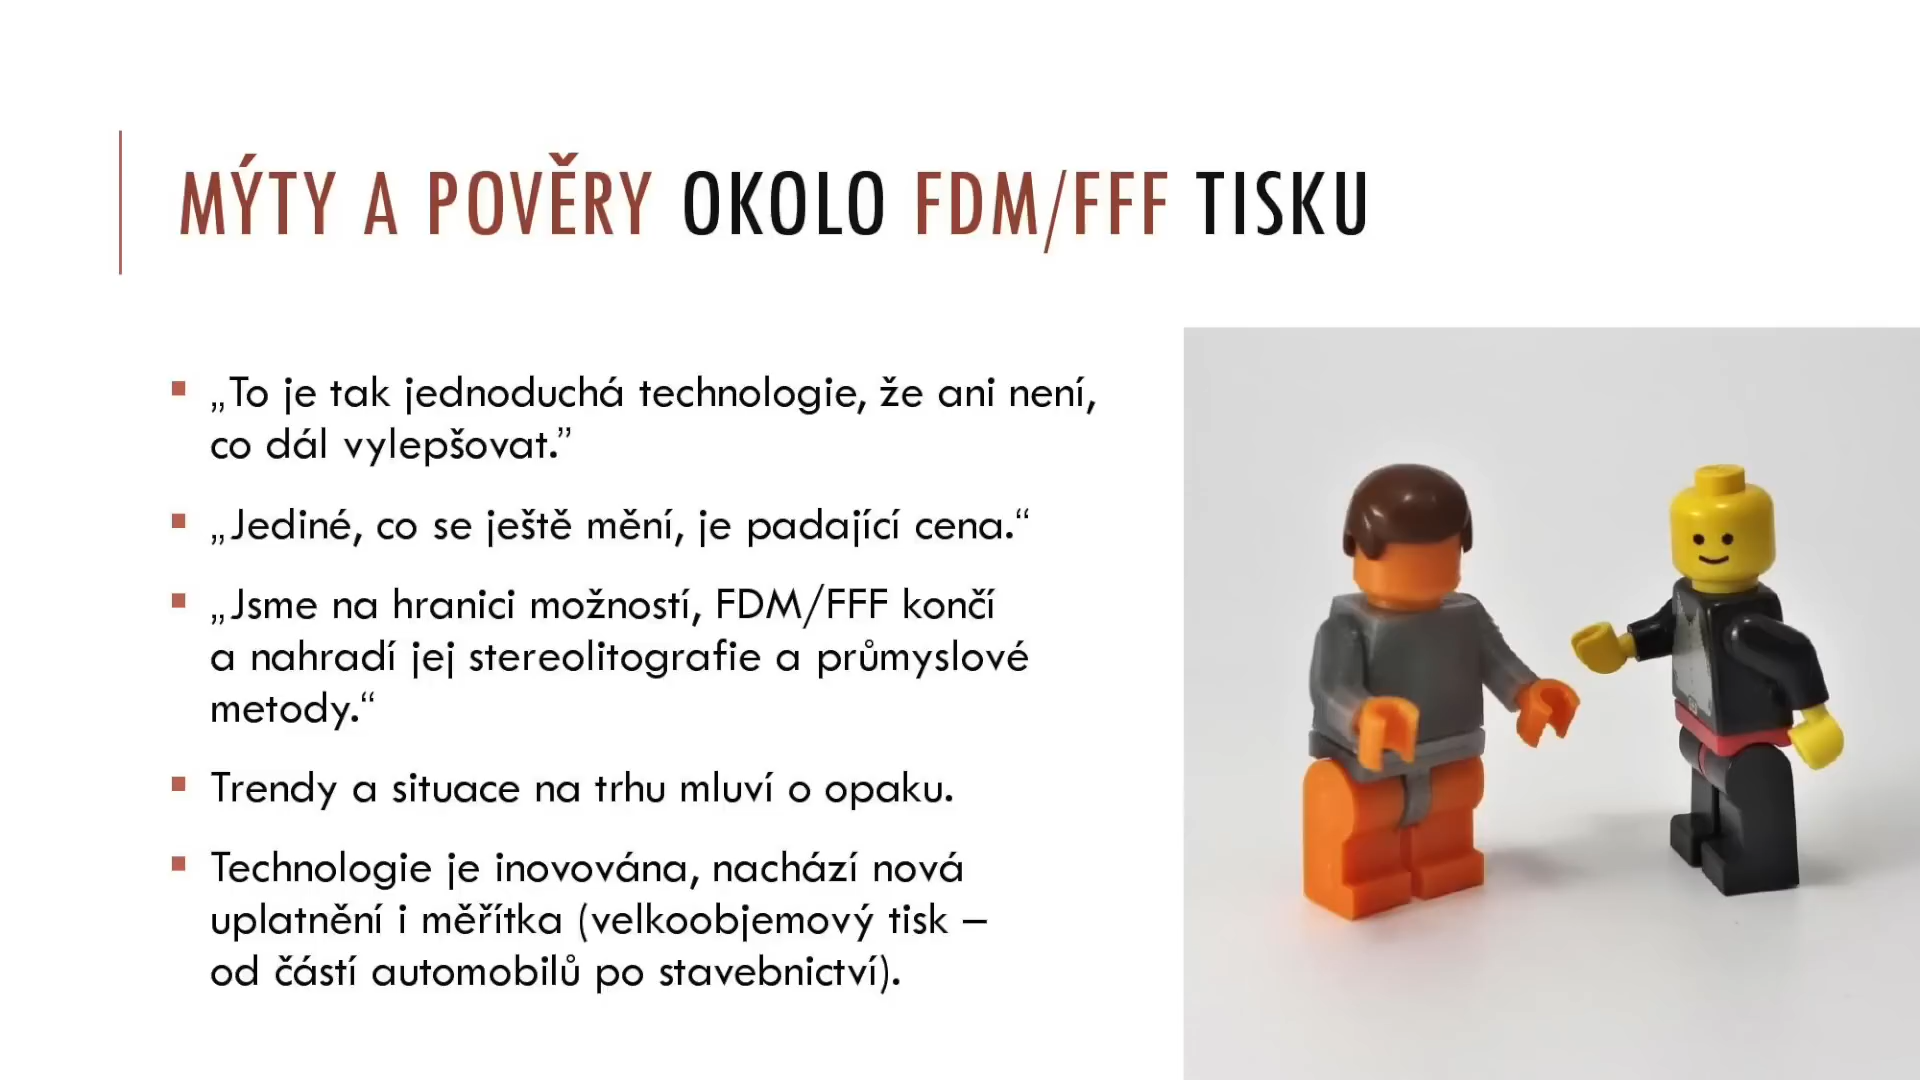 MÝTY A POVĚRY OKOLO FDM/FFF TISKU
„To je tak jednoduchá technologie, že ani není,
co dál vylepšovat.”
„Jediné, co se ještě mění, je padající cena.“
„Jsme na hranici možností, FDM/FFF končí
a nahradí jej stereolitografie a průmyslové
metody.“
Trendy a situace na trhu mluví o opaku.
Technologie je inovována, nachází nová
uplatnění i měřítka (velkoobjemový tisk –
od částí automobilů po stavebnictví).